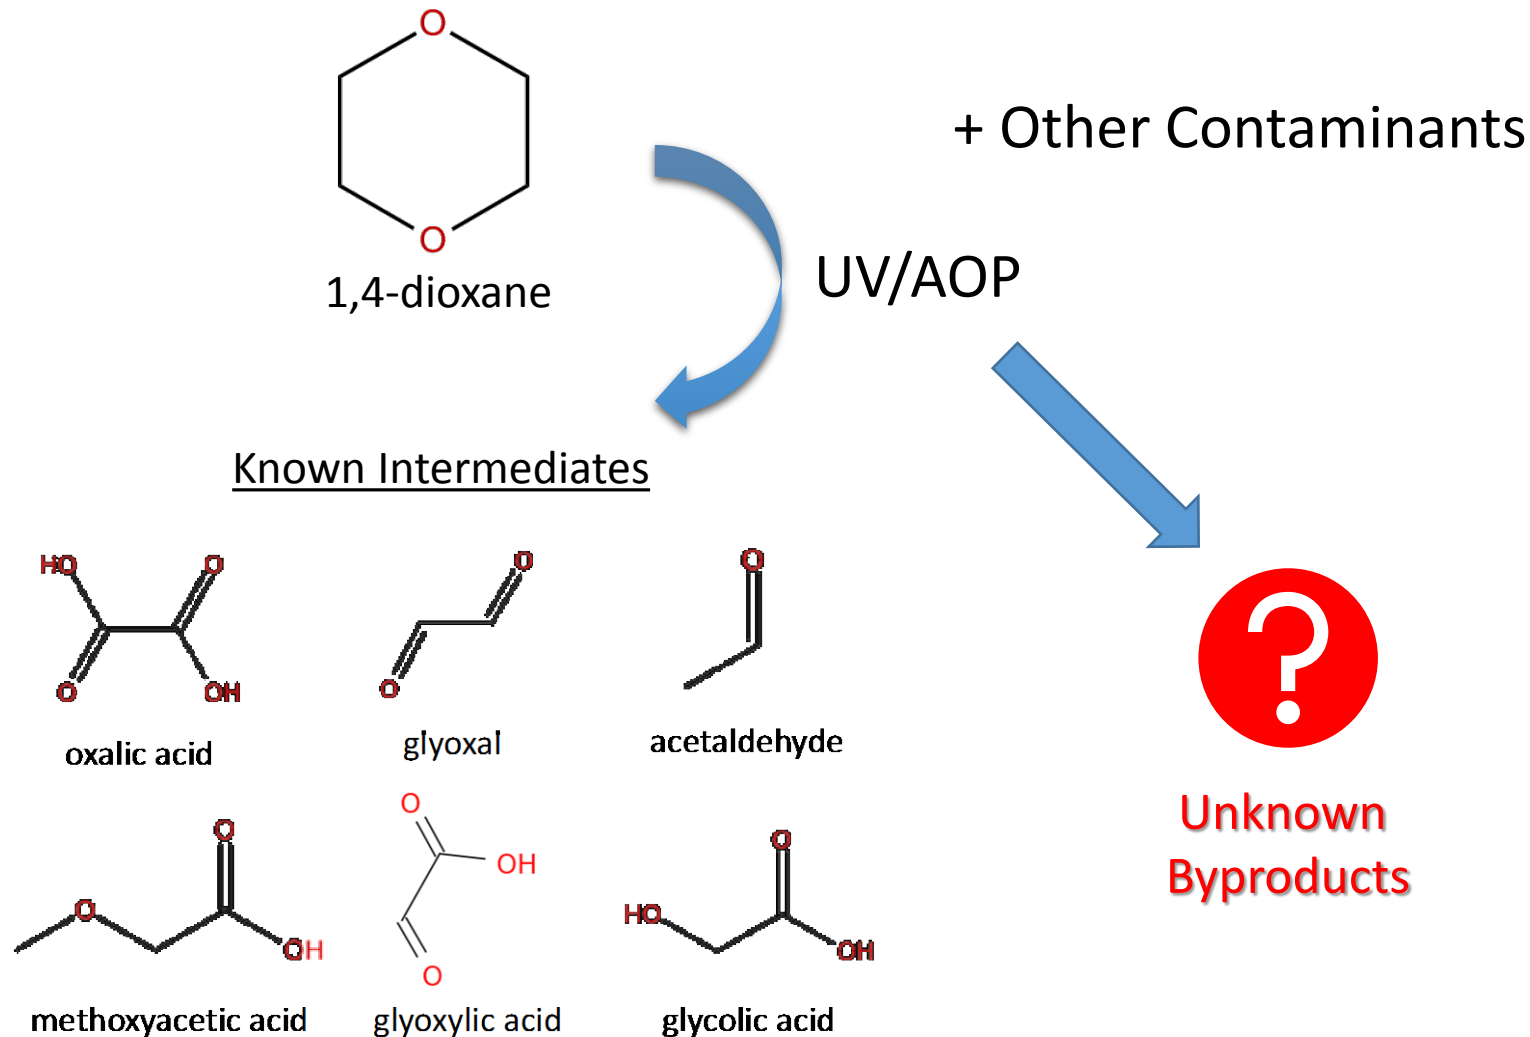 O
O
1,4-dioxane
+ Other Contaminants
UV/AOP
Known Intermediates
HO
O
O
OH
oxalic acid
O
O
glyoxal
O
acetaldehyde
O
O
OH
methoxyacetic acid
O
OH
O
glyoxylic acid
O
HO
OH
glycolic acid
?
Unknown
Byproducts